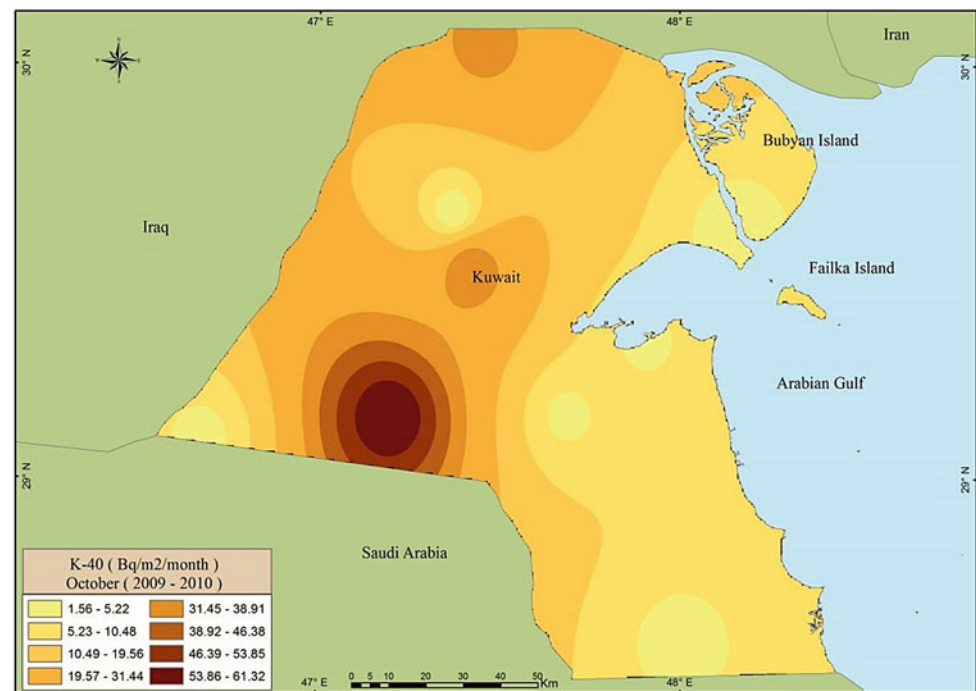 47° E
48° E
Iran
30° N
30° N
Bubyan Island
Iraq
Failka Island
Kuwait
Arabian Gulf
29° N
29° N
Saudi Arabia
K-40 ( Bq/m2/month )
October ( 2009 - 2010 )
1.56 - 5.22
31.45 - 38.91
5.23 - 10.48
38.92 - 46.38
10.49 - 19.56
46.39 - 53.85
19.57 - 31.44
53.86 - 61.32
0 5 10 20 30 40 50
Km
47° E
48° E